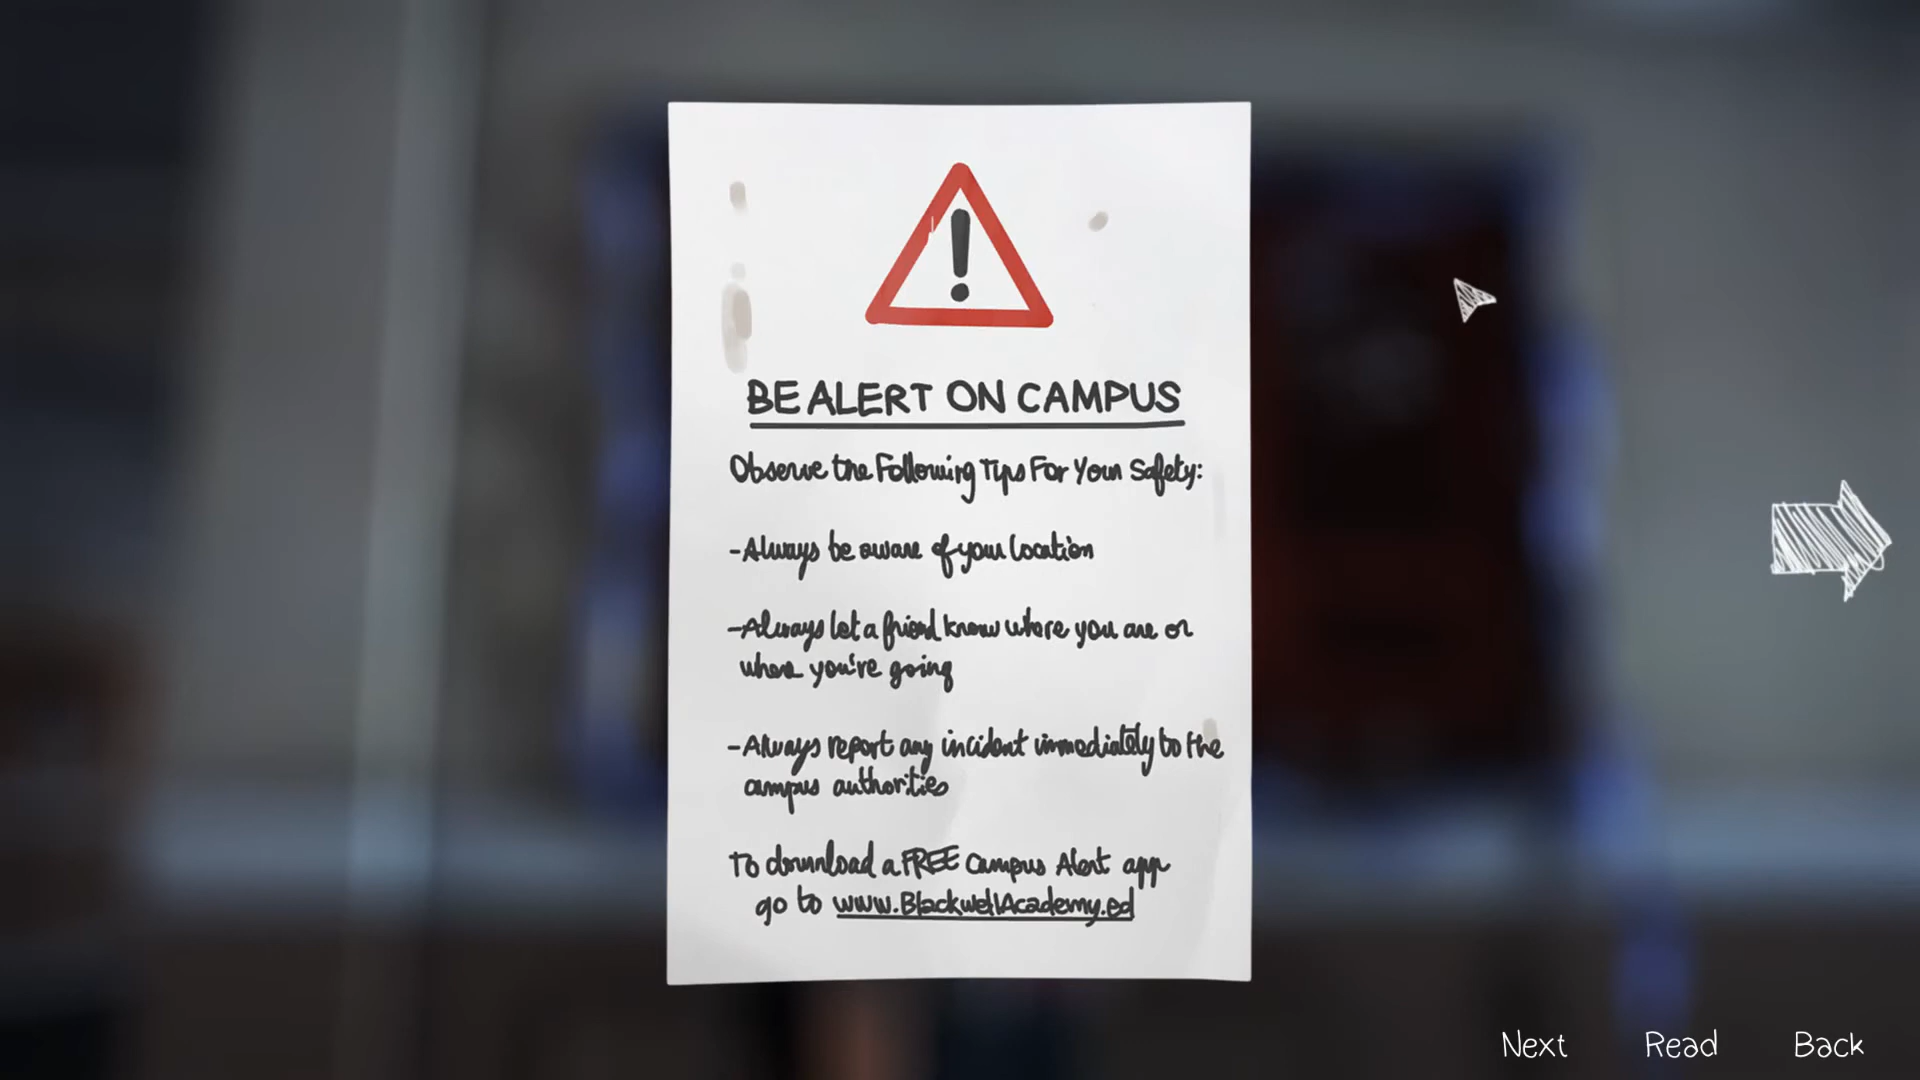 BE ALERT ON CAMPUS
Observe the Following Tips For Your Safety:
-Always be aware of your location
-Always let a friend know where you are or
where you're going
-Always report any incident immediately to the
campus authorities
To download a FREE Campus Alert app
go to www.BlackwellAcademy.ed
Next Read Back